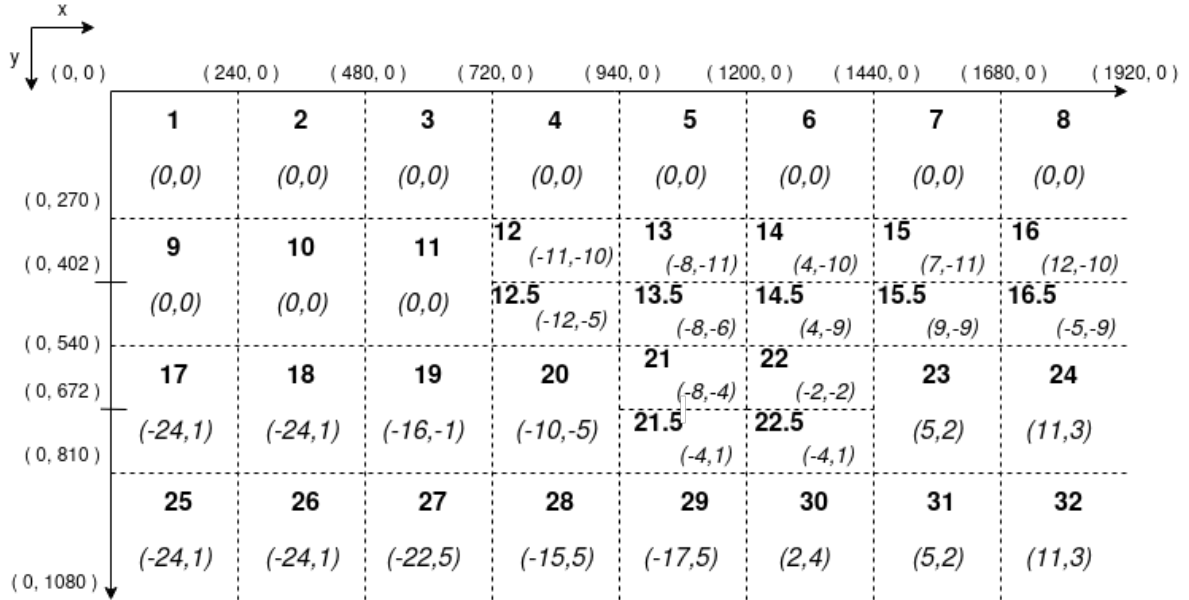 x
y
( 0, 0 ) ( 240, 0 ) ( 480, 0 ) ( 720, 0 ) ( 940, 0 ) ( 1200, 0 ) ( 1440, 0 ) ( 1680, 0 ) ( 1920, 0 )
1 2 3 4 5 6 7 8
(0,0) (0,0) (0,0) (0,0) (0,0) (0,0) (0,0) (0,0)
( 0, 270 )
12 13 14 15 16
9 10 11 (-11,-10) (-8,-11) (4,-10) (7,-11) (12,-10)
( 0, 402 )
12.5 13.5 14.5 15.5 16.5
(0,0) (0,0) (0,0) (-12,-5) (-8,-6) (4,-9) (9,-9) (-5,-9)
( 0, 540 )
21 22
17 18 19 20 23 24
( 0, 672 ) (-8,-4) (-2,-2)
21.5 22.5
(-24,1) (-24,1) (-16,-1) (-10,-5) (5,2) (11,3)
( 0, 810 ) (-4,1) (-4,1)
25 26 27 28 29 30 31 32
(-24,1) (-24,1) (-22,5) (-15,5) (-17,5) (2,4) (5,2) (11,3)
( 0, 1080 )